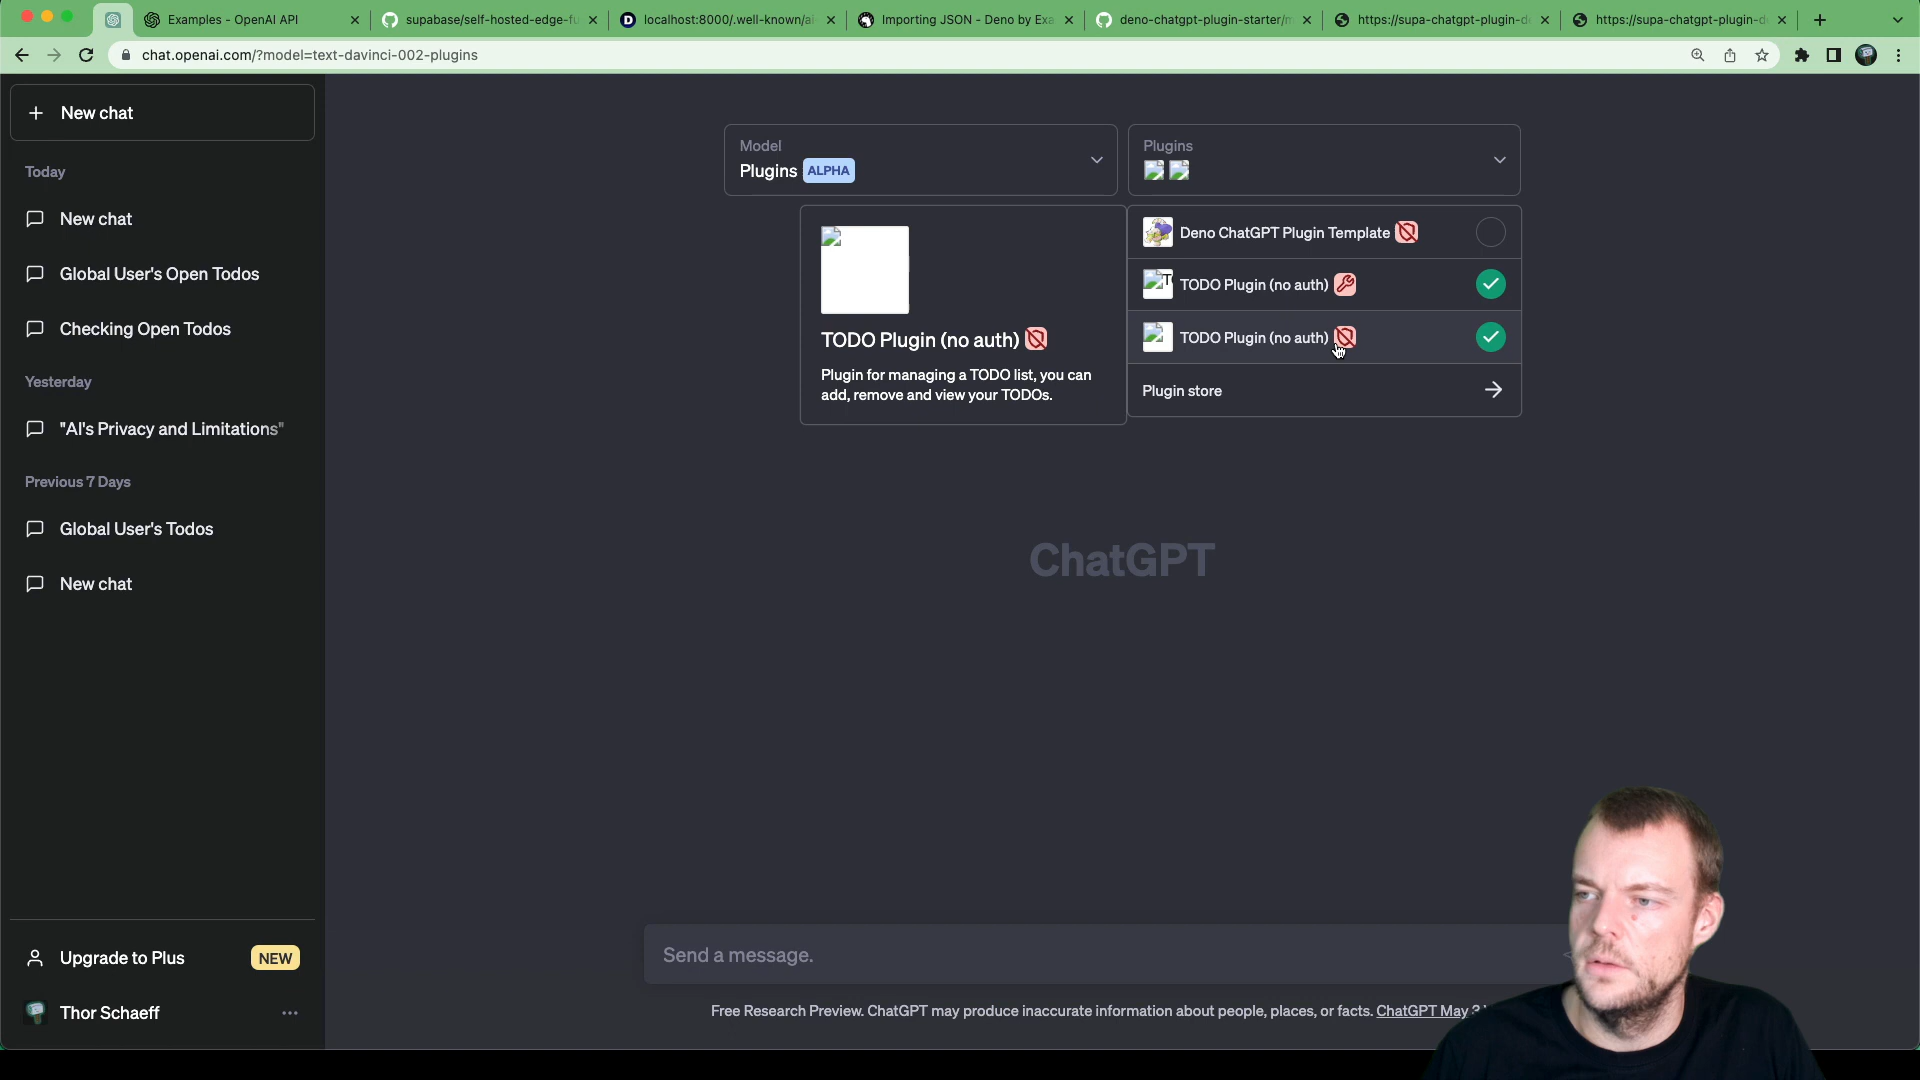 Examples - OpenAI API
supabase/self-hosted-edge-fu
localhost:8000/.well-known/ai-
Importing JSON - Deno by Exa
deno-chatgpt-plugin-starter/m
https://supa-chatgpt-plugin-de
https://supa-chatgpt-plugin-de
chat.openai.com/?model=text-davinci-002-plugins
New chat
Today
New chat
Global User's Open Todos
Checking Open Todos
Yesterday
"AI's Privacy and Limitations"
Previous 7 Days
Global User's Todos
New chat
Upgrade to Plus NEW
Thor Schaeff
Model
Plugins ALPHA
Plugins
TODO Plugin (no auth)
Plugin for managing a TODO list, you can
add, remove and view your TODOs.
Deno ChatGPT Plugin Template
TODO Plugin (no auth)
TODO Plugin (no auth)
Plugin store
ChatGPT
Send a message.
Free Research Preview. ChatGPT may produce inaccurate information about people, places, or facts. ChatGPT May 3